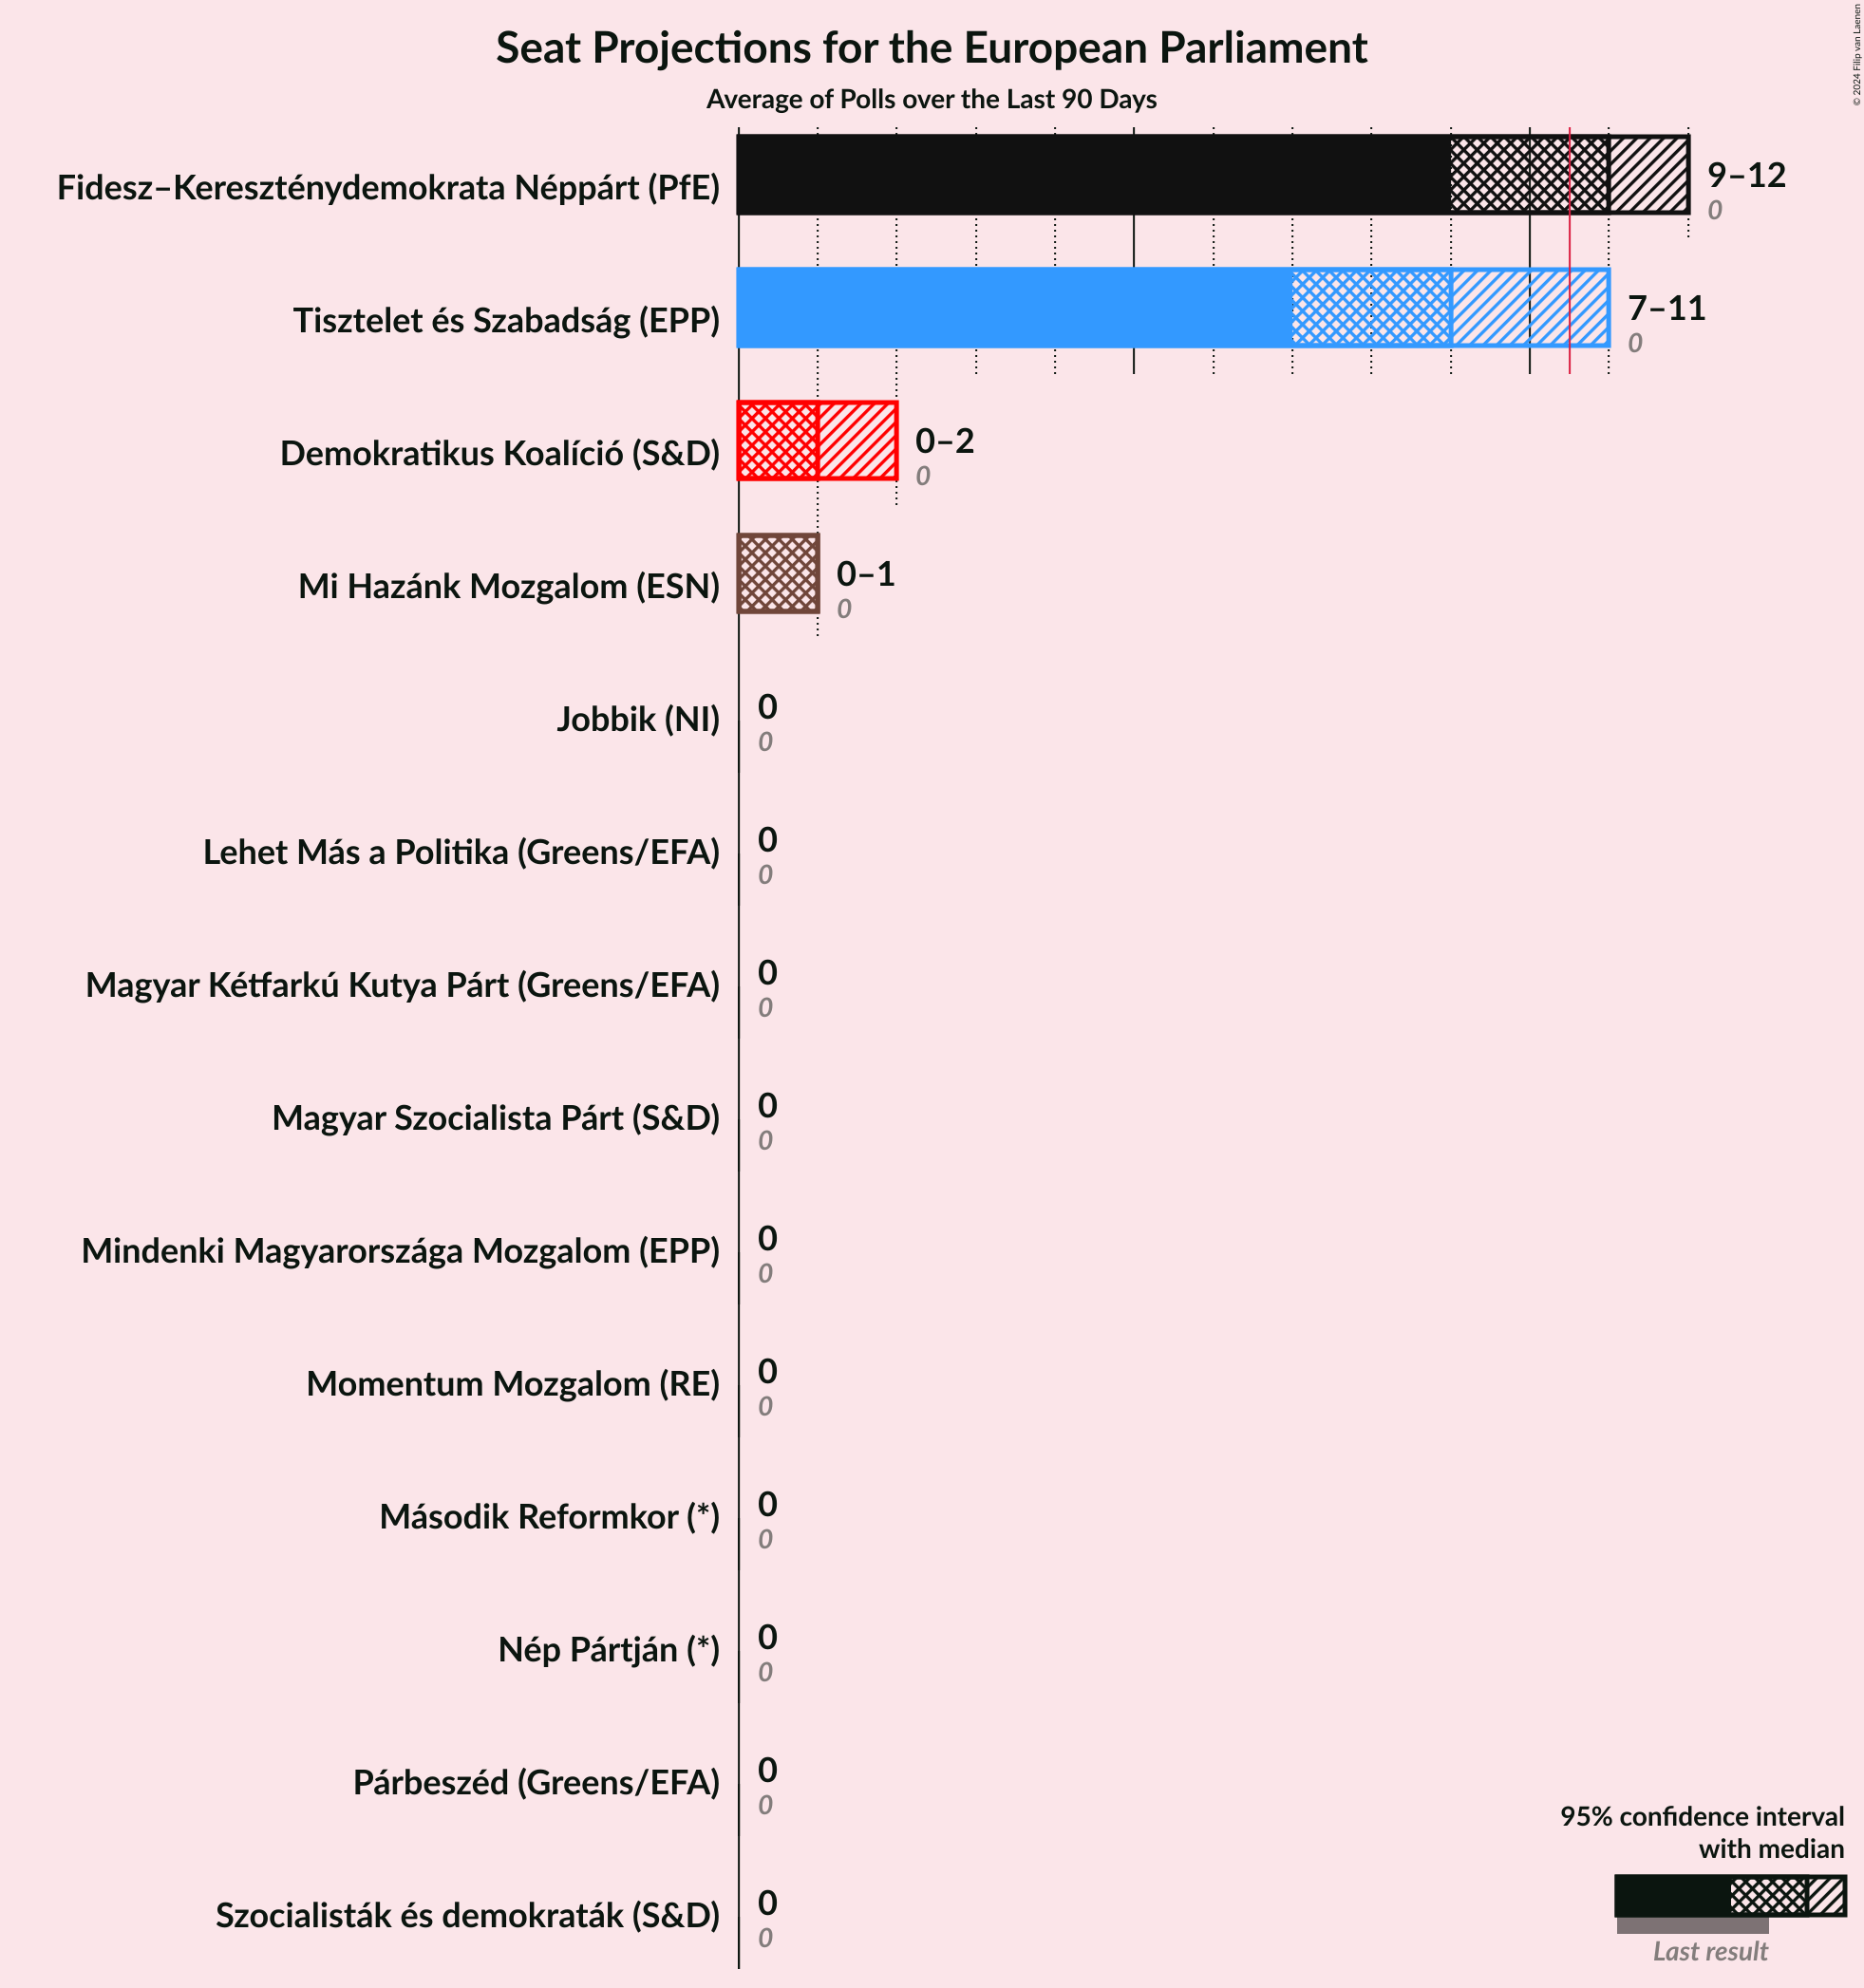 Seat Projections for the European Parliament
Average of Polls over the Last 90 Days
© 2024 Filip van Laenen
Fidesz–Kereszténydemokrata Néppárt (PfE)
9–12
0
Tisztelet és Szabadság (EPP)
7–11
0
Demokratikus Koalíció (S&D)
0–2
0
Mi Hazánk Mozgalom (ESN)
0–1
0
Jobbik (NI)
0
0
Lehet Más a Politika (Greens/EFA)
0
0
Magyar Kétfarkú Kutya Párt (Greens/EFA)
0
0
Magyar Szocialista Párt (S&D)
0
0
Mindenki Magyarországa Mozgalom (EPP)
0
0
Momentum Mozgalom (RE)
0
0
Második Reformkor (*)
0
0
Nép Pártján (*)
0
0
Párbeszéd (Greens/EFA)
0
0
Szocialisták és demokraták (S&D)
0
0
95% confidence interval
with median
Last result